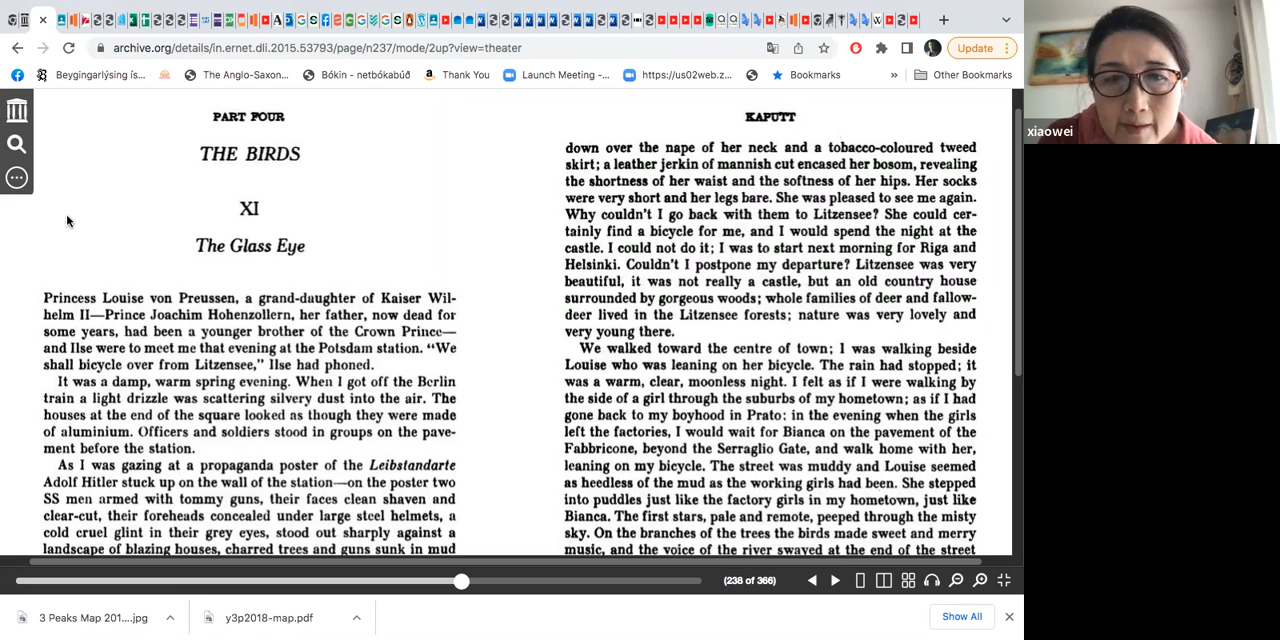 Update
archive.org/details/in.ernet.dli.2015.53793/page/n237/mode/2up?view=theater
Beygingarlýsing ís...
The Anglo-Saxon...
Bókin - netbókabúð
Thank You
Launch Meeting -...
https://us02web.z...
Bookmarks
»
Other Bookmarks
xiaowei
PART FOUR
THE BIRDS
XI
The Glass Eye
Princess Louise von Preussen, a grand-daughter of Kaiser Wil-
helm II—Prince Joachim Hohenzollern, her father, now dead for
some years, had been a younger brother of the Crown Prince—
and Ilse were to meet me that evening at the Potsdam station. “We
shall bicycle over from Litzensee,” Ilse had phoned.
It was a damp, warm spring evening. When I got off the Berlin
train a light drizzle was scattering silvery dust into the air. The
houses at the end of the square looked as though they were made
of aluminium. Officers and soldiers stood in groups on the pave-
ment before the station.
As I was gazing at a propaganda poster of the Leibstandarte
Adolf Hitler stuck up on the wall of the station—on the poster two
SS men armed with tommy guns, their faces clean shaven and
clear-cut, their foreheads concealed under large steel helmets, a
cold cruel glint in their grey eyes, stood out sharply against a
landscape of blazing houses, charred trees and guns sunk in mud
KAPUTT
down over the nape of her neck and a tobacco-coloured tweed
skirt; a leather jerkin of mannish cut encased her bosom, revealing
the shortness of her waist and the softness of her hips. Her socks
were very short and her legs bare. She was pleased to see me again.
Why couldn't I go back with them to Litzensee? She could cer-
tainly find a bicycle for me, and I would spend the night at the
castle. I could not do it; I was to start next morning for Riga and
Helsinki. Couldn't I postpone my departure? Litzensee was very
beautiful, it was not really a castle, but an old country house
surrounded by gorgeous woods; whole families of deer and fallow-
deer lived in the Litzensee forests; nature was very lovely and
very young there.
We walked toward the centre of town; I was walking beside
Louise who was leaning on her bicycle. The rain had stopped; it
was a warm, clear, moonless night. I felt as if I were walking by
the side of a girl through the suburbs of my hometown; as if I had
gone back to my boyhood in Prato: in the evening when the girls
left the factories, I would wait for Bianca on the pavement of the
Fabbricone, beyond the Serraglio Gate, and walk home with her,
leaning on my bicycle. The street was muddy and Louise seemed
as heedless of the mud as the working girls had been. She stepped
into puddles just like the factory girls in my hometown, just like
Bianca. The first stars, pale and remote, peeped through the misty
sky. On the branches of the trees the birds made sweet and merry
music, and the voice of the river swayed at the end of the street
(238 of 366)
3 Peaks Map 201....jpg
y3p2018-map.pdf
Show All